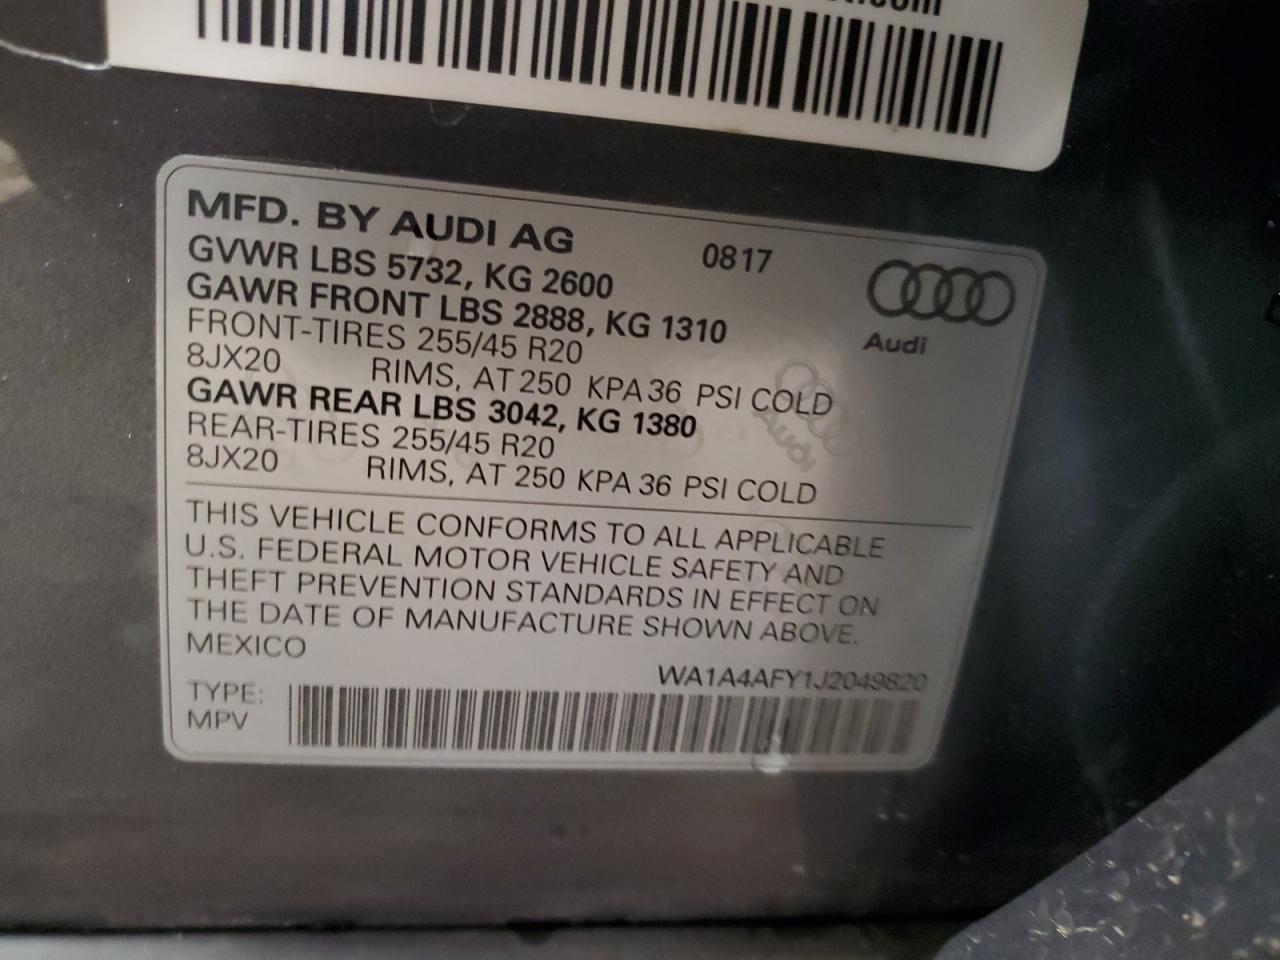 MFD. BY AUDI AG 0817
GVWR LBS 5732, KG 2600
GAWR FRONT LBS 2888, KG 1310
FRONT-TIRES 255/45 R20
8JX20 RIMS, AT 250 KPA 36 PSI COLD
GAWR REAR LBS 3042, KG 1380
REAR-TIRES 255/45 R20
8JX20 RIMS, AT 250 KPA 36 PSI COLD
Audi
Audi
THIS VEHICLE CONFORMS TO ALL APPLICABLE
U.S. FEDERAL MOTOR VEHICLE SAFETY AND
THEFT PREVENTION STANDARDS IN EFFECT ON
THE DATE OF MANUFACTURE SHOWN ABOVE.
MEXICO
WA1A4AFY1J2049820
TYPE:
MPV